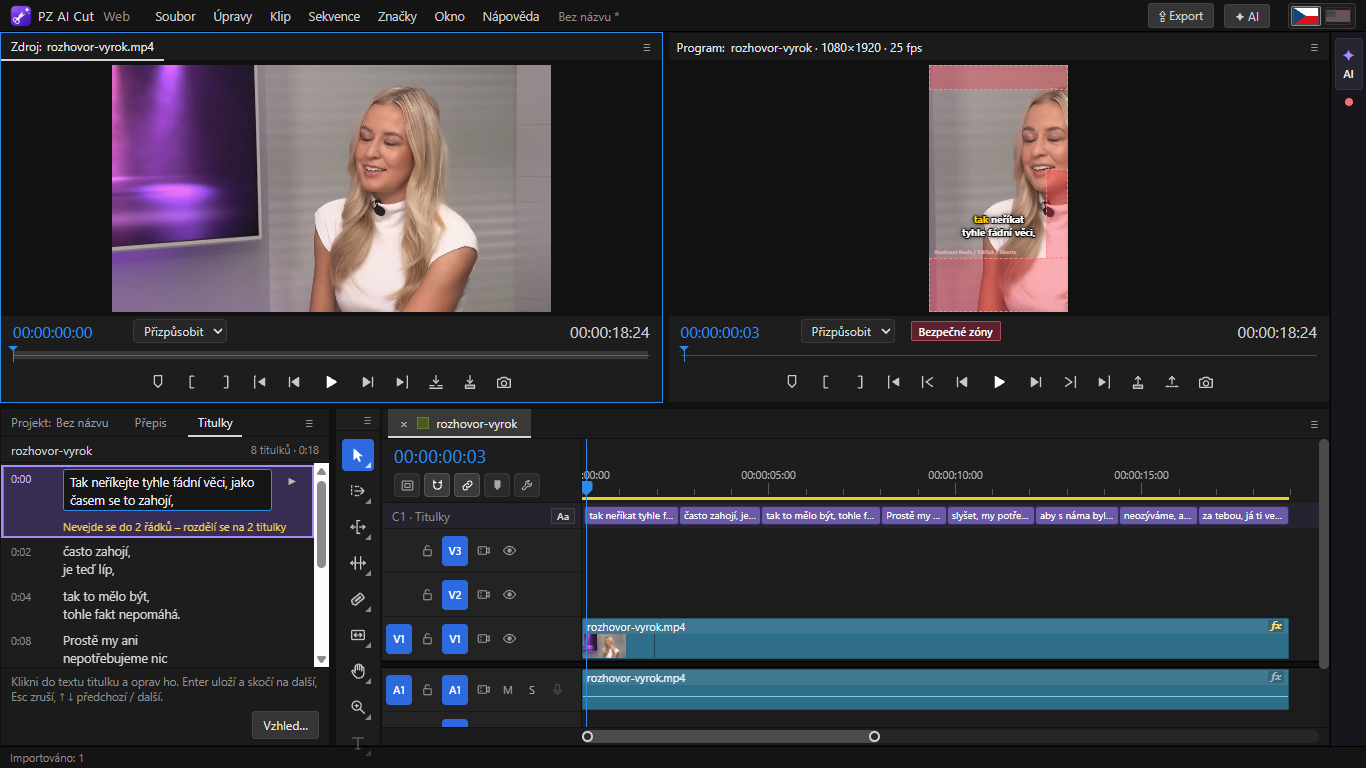 PZ AI Cut Web Soubor Úpravy Klip Sekvence Značky Okno Nápověda Bez názvu * Export AI
Zdroj: rozhovor-vyrok.mp4
Program: rozhovor-vyrok · 1080×1920 · 25 fps
AI
tak neříkat
tyhle fádní věci,
00:00:00:00 Přizpůsobit 00:00:18:24
00:00:00:03 Přizpůsobit Bezpečné zóny 00:00:18:24
Projekt: Bez názvu Přepis Titulky
rozhovor-vyrok 8 titulků · 0:18
0:00 Tak neříkejte tyhle fádní věci, jako
časem se to zahojí,
Nevejde se do 2 řádků – rozdělí se na 2 titulky
0:02 často zahojí,
je teď líp,
0:04 tak to mělo být,
tohle fakt nepomáhá.
0:08 Prostě my ani
nepotřebujeme nic
Klikni do textu titulku a oprav ho. Enter uloží a skočí na další,
Esc zruší, ↑↓ předchozí / další.
Vzhled...
× rozhovor-vyrok
00:00:00:03
:00:00 00:00:05:00 00:00:10:00 00:00:15:00
C1 · Titulky Aa
tak neříkat tyhle f... často zahojí, je... tak to mělo být, tohle f... Prostě my ... slyšet, my potře... aby s náma byl... neozýváme, a... za tebou, já ti ve...
V3
V2
V1 V1
rozhovor-vyrok.mp4 fx
A1 A1 M S
rozhovor-vyrok.mp4 fx
Importováno: 1